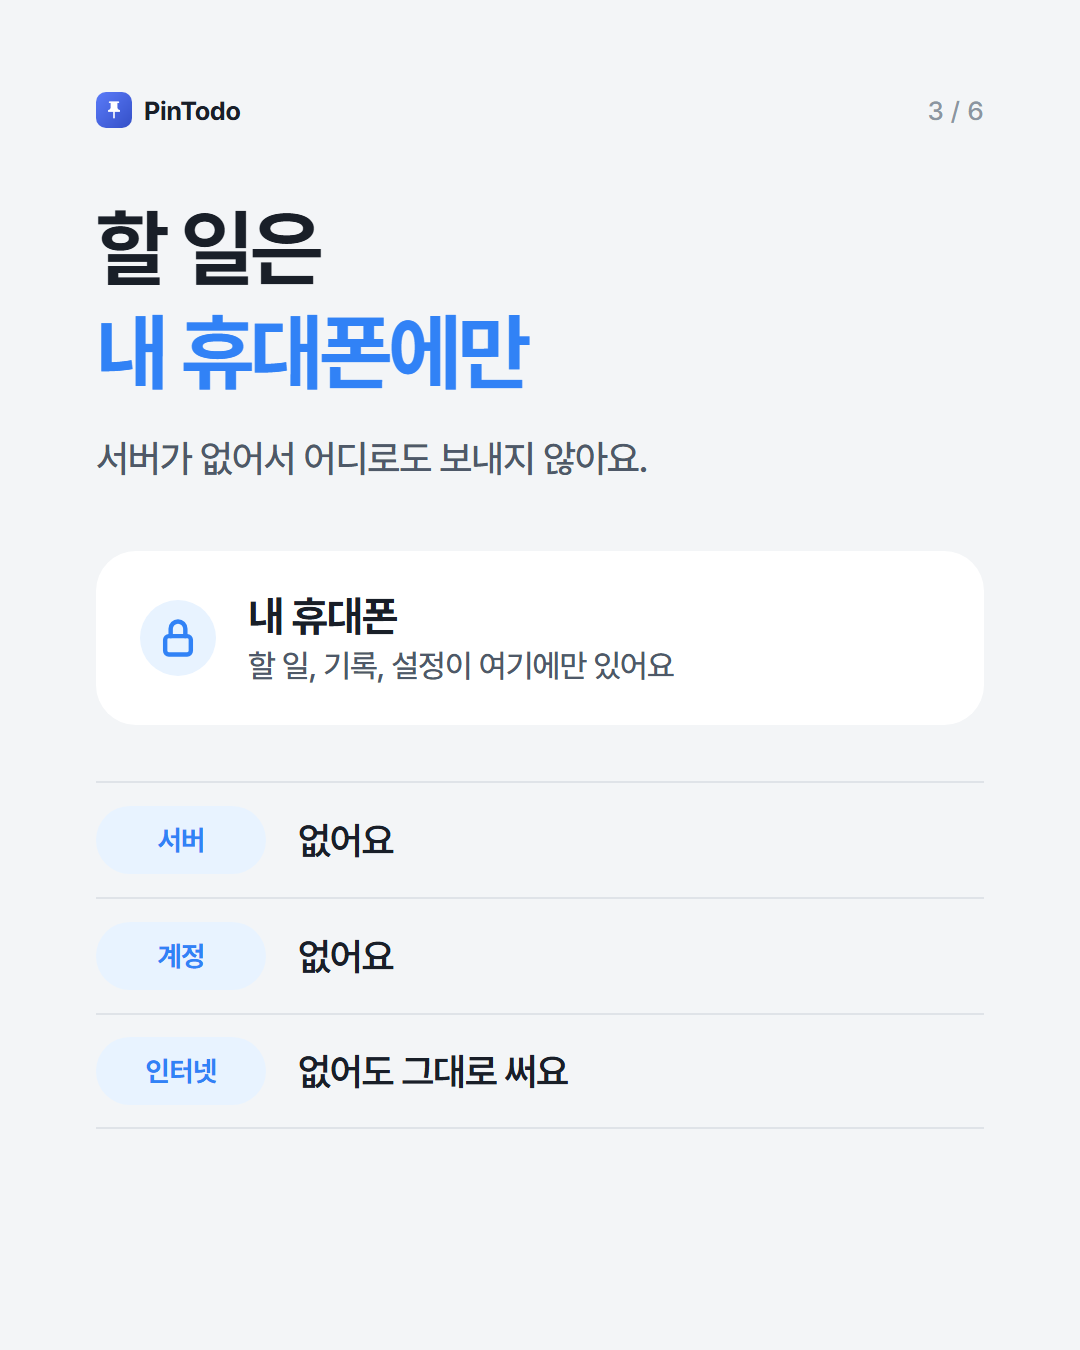 PinTodo
3 / 6
할 일은
내 휴대폰에만
서버가 없어서 어디로도 보내지 않아요.
내 휴대폰
할 일, 기록, 설정이 여기에만 있어요
서버
없어요
계정
없어요
인터넷
없어도 그대로 써요